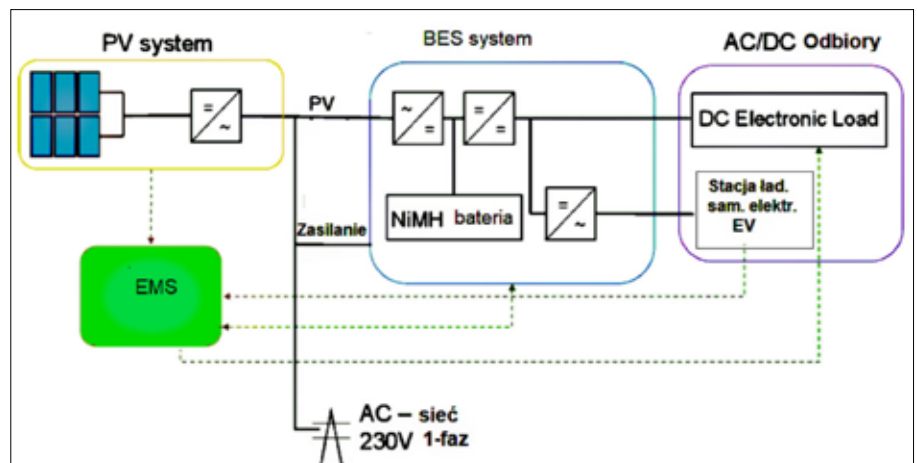 PV system
BES system
AC/DC Odbiory
=
~
PV
~
=
=
=
DC Electronic Load
NiMH bateria
=
~
Stacja ład.
sam. elektr.
EV
Zasilanie
EMS
AC – sieć
230V 1-faz